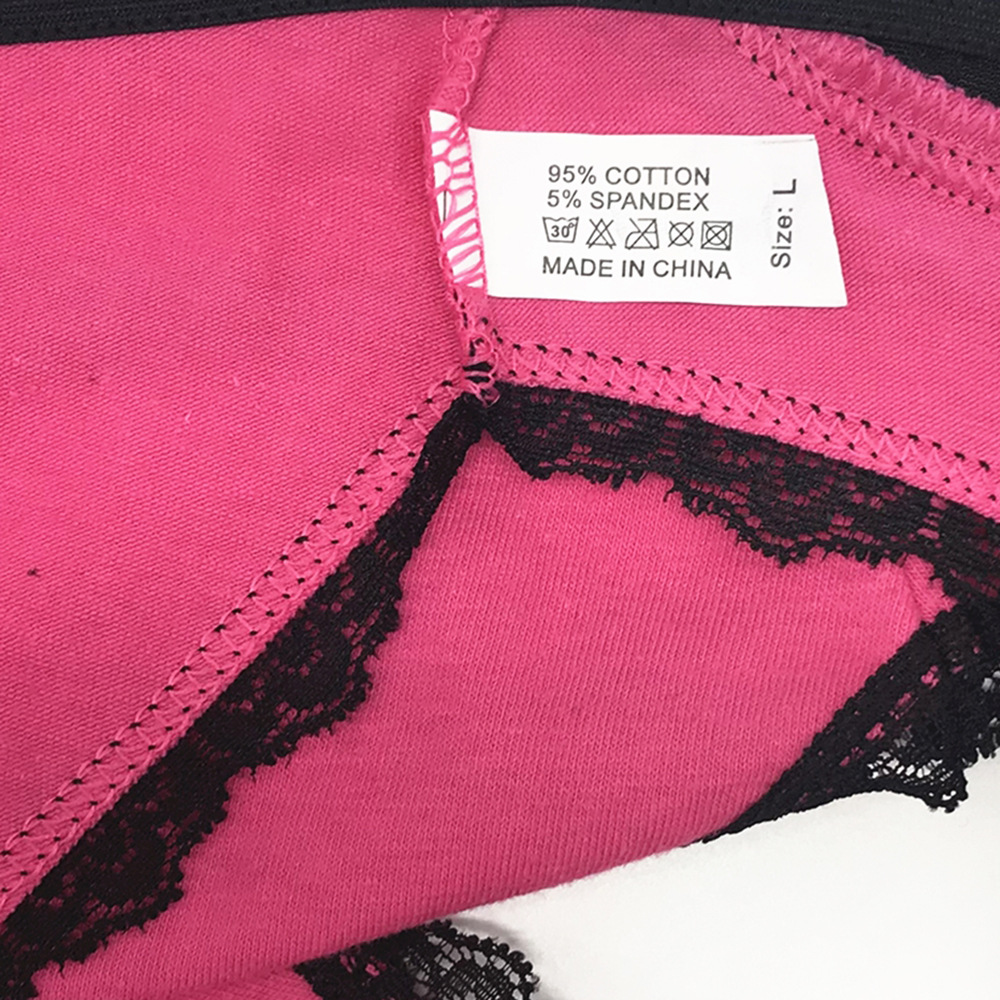 95% COTTON
5% SPANDEX
30°
MADE IN CHINA
Size: L